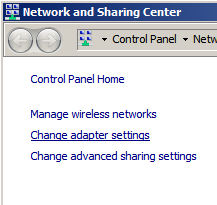 Network and Sharing Center
Control Panel
Control Panel Home
Manage wireless networks
Change adapter settings
Change advanced sharing settings